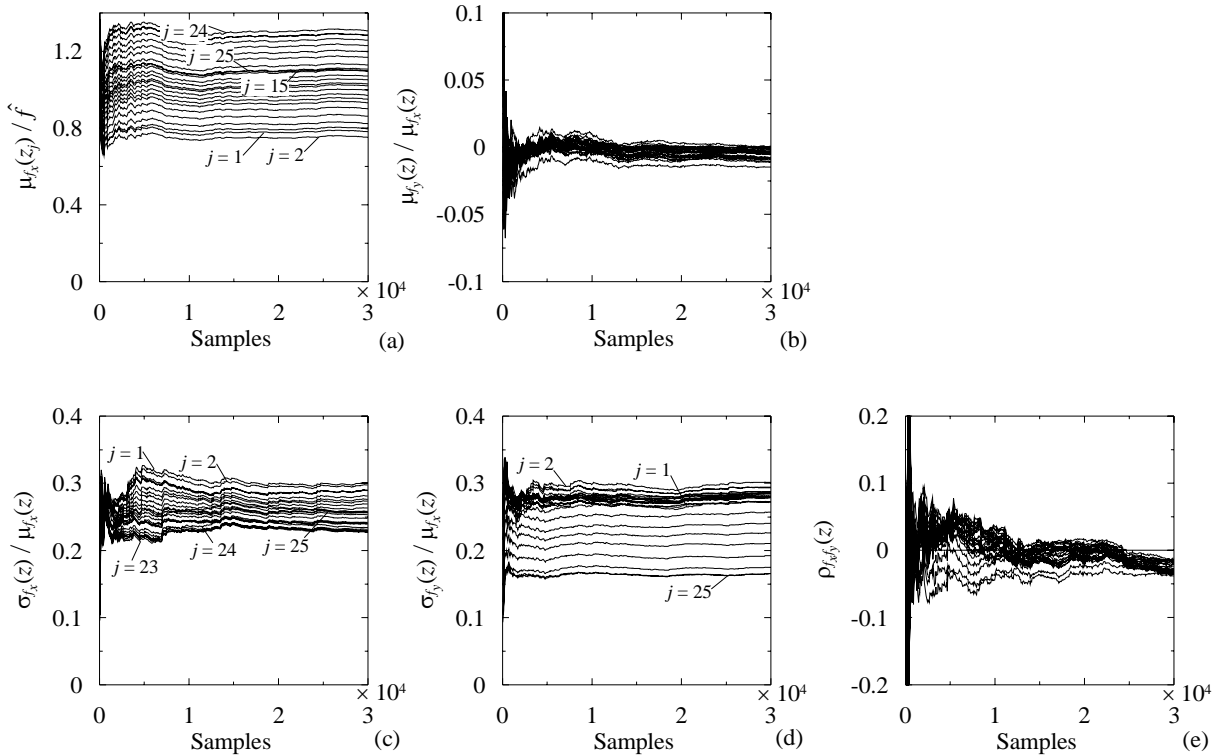 1.2
0.8
0.4
0
μfx(zj) / f̂
j = 24
j = 25
j = 15
j = 1
j = 2
0 1 2 3
× 10⁴
Samples
(a)
0.1
0.05
0
-0.05
-0.1
μfy(z) / μfx(z)
0 1 2 3
× 10⁴
Samples
(b)
0.4
0.3
0.2
0.1
0
σfx(z) / μfx(z)
j = 1
j = 2
j = 24
j = 25
j = 23
0 1 2 3
× 10⁴
Samples
(c)
0.4
0.3
0.2
0.1
0
σfy(z) / μfx(z)
j = 2
j = 1
j = 25
0 1 2 3
× 10⁴
Samples
(d)
0.2
0.1
0
-0.1
-0.2
ρfxfy(z)
0 1 2 3
× 10⁴
Samples
(e)